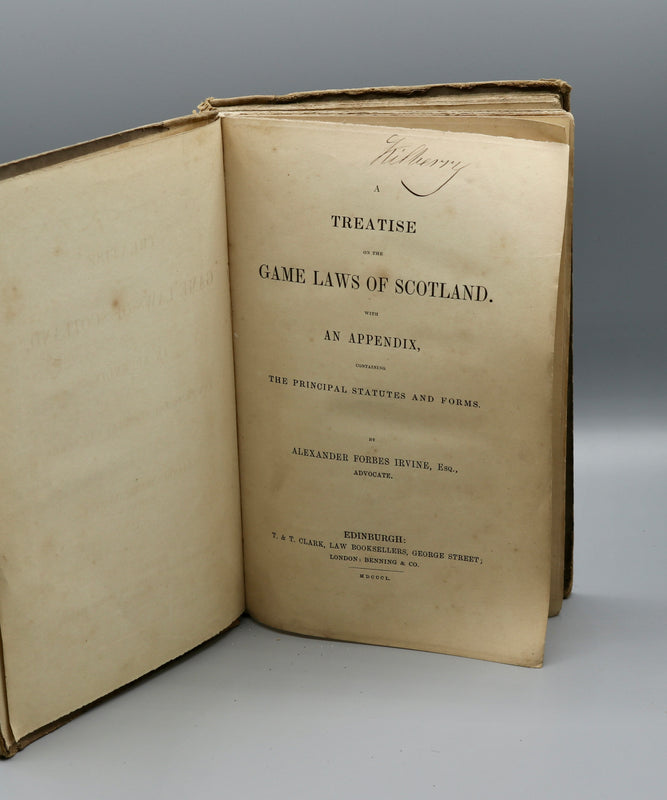 Kilberry
A
TREATISE
ON THE
GAME LAWS OF SCOTLAND.
WITH
AN APPENDIX,
CONTAINING
THE PRINCIPAL STATUTES AND FORMS.
BY
ALEXANDER FORBES IRVINE, Esq.,
ADVOCATE.
EDINBURGH:
T. & T. CLARK, LAW BOOKSELLERS, GEORGE STREET;
LONDON: BENNING & CO.
MDCCCL.